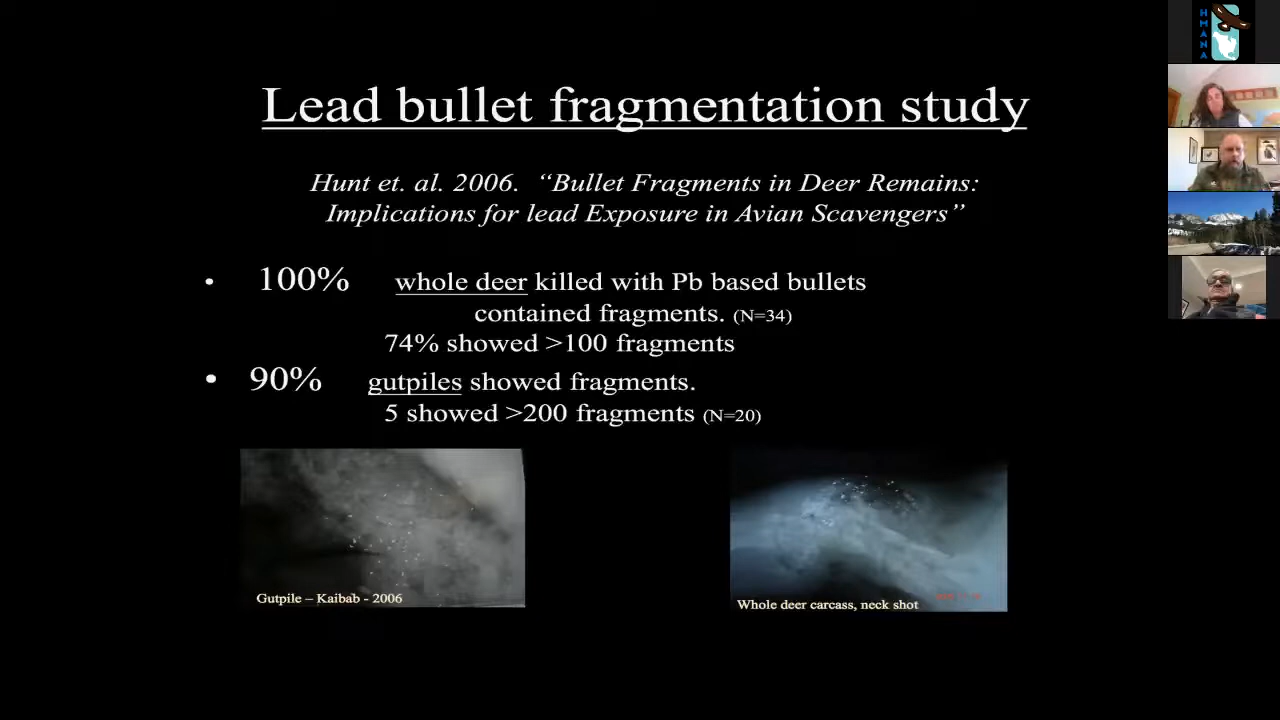 Lead bullet fragmentation study
Hunt et. al. 2006. “Bullet Fragments in Deer Remains:
Implications for lead Exposure in Avian Scavengers”
• 100% whole deer killed with Pb based bullets
contained fragments. (N=34)
74% showed >100 fragments
• 90% gutpiles showed fragments.
5 showed >200 fragments (N=20)
Gutpile – Kaibab - 2006
Whole deer carcass, neck shot
HMANA